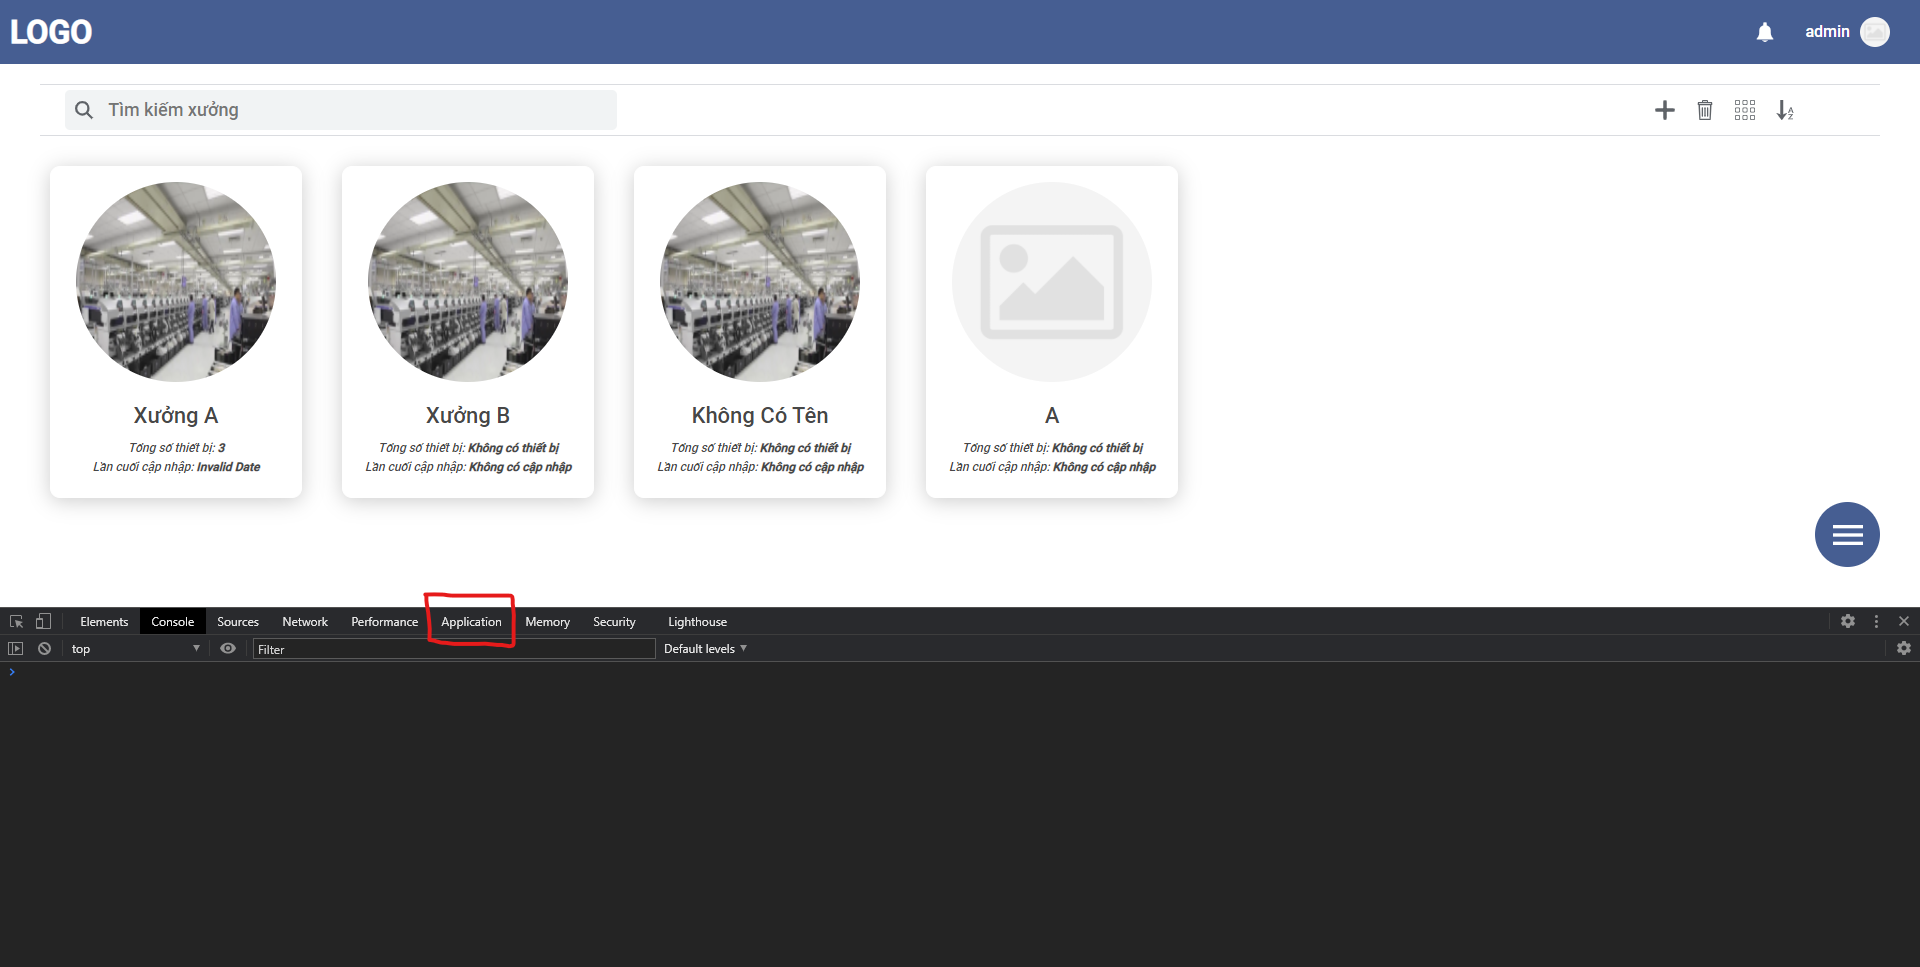 LOGO
admin
Tìm kiếm xưởng
Xưởng A
Tổng số thiết bị: 3
Lần cuối cập nhập: Invalid Date
Xưởng B
Tổng số thiết bị: Không có thiết bị
Lần cuối cập nhập: Không có cập nhập
Không Có Tên
Tổng số thiết bị: Không có thiết bị
Lần cuối cập nhập: Không có cập nhập
A
Tổng số thiết bị: Không có thiết bị
Lần cuối cập nhập: Không có cập nhập
Elements Console Sources Network Performance Application Memory Security Lighthouse
top Filter Default levels